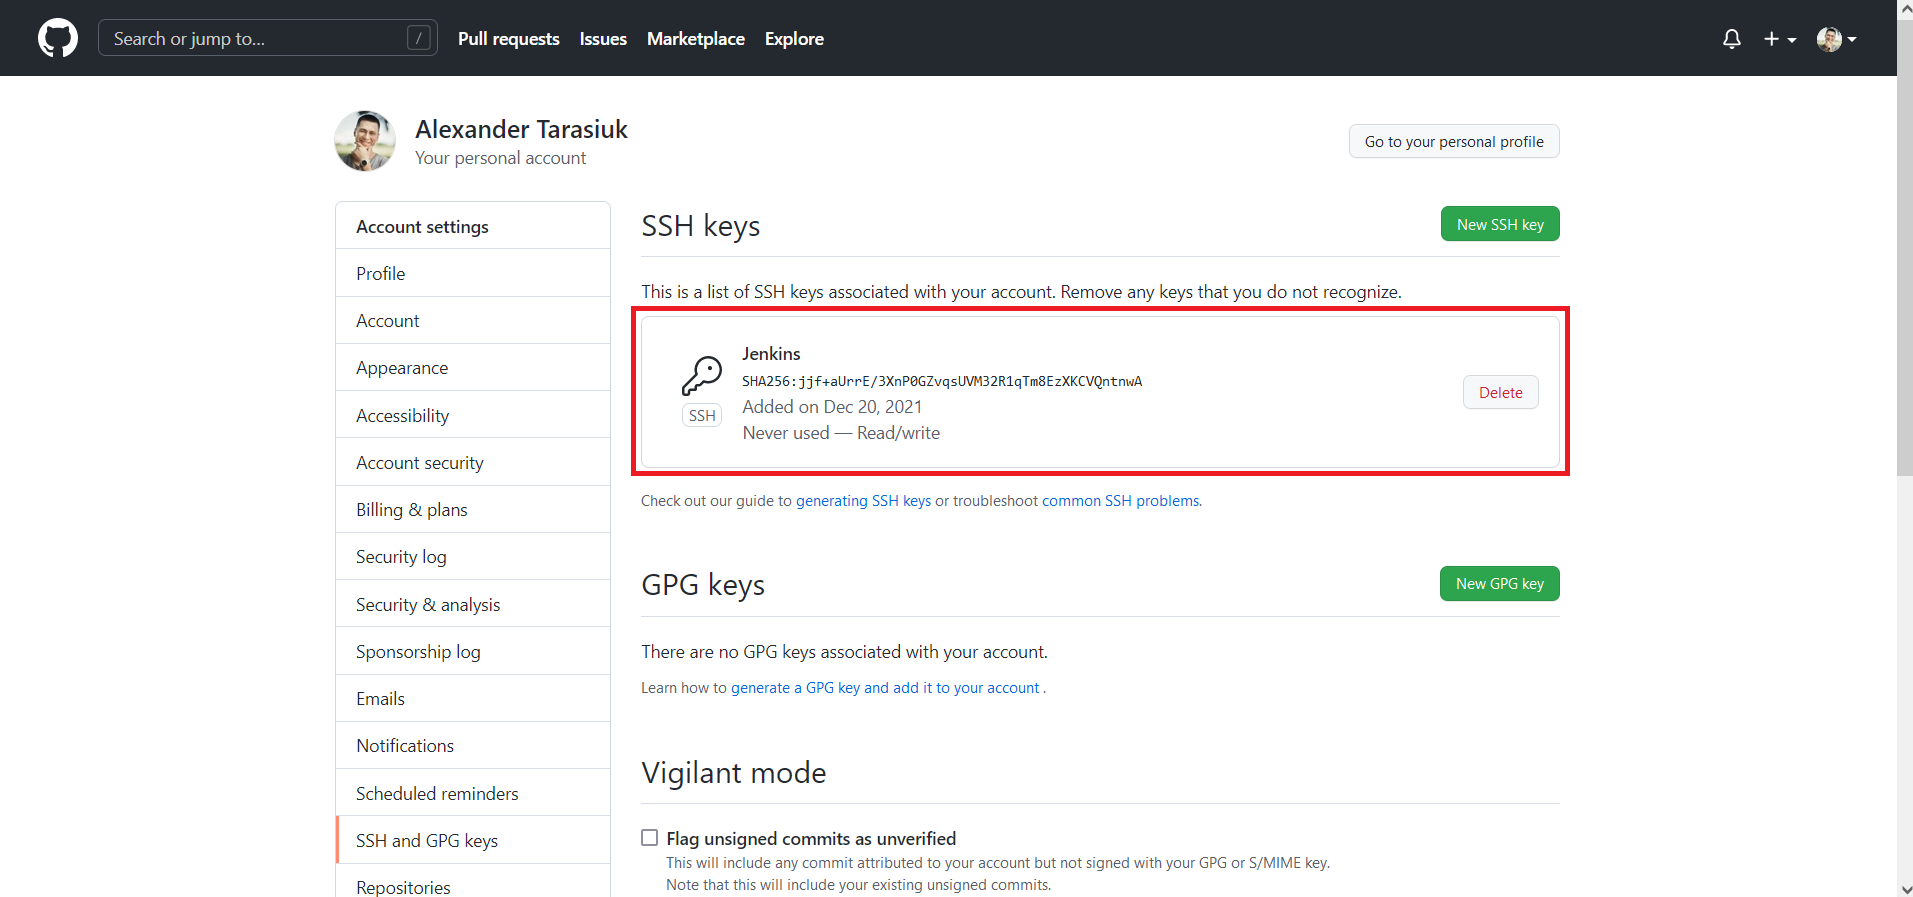 Search or jump to...
/
Pull requests
Issues
Marketplace
Explore
Alexander Tarasiuk
Your personal account
Go to your personal profile
Account settings
Profile
Account
Appearance
Accessibility
Account security
Billing & plans
Security log
Security & analysis
Sponsorship log
Emails
Notifications
Scheduled reminders
SSH and GPG keys
Repositories
SSH keys
New SSH key
This is a list of SSH keys associated with your account. Remove any keys that you do not recognize.
Jenkins
SHA256:jjf+aUrrE/3XnP0GZvqsUVM32R1qTm8EzXKCVQntnwA
SSH
Added on Dec 20, 2021
Never used — Read/write
Delete
Check out our guide to generating SSH keys or troubleshoot common SSH problems.
GPG keys
New GPG key
There are no GPG keys associated with your account.
Learn how to generate a GPG key and add it to your account .
Vigilant mode
Flag unsigned commits as unverified
This will include any commit attributed to your account but not signed with your GPG or S/MIME key.
Note that this will include your existing unsigned commits.